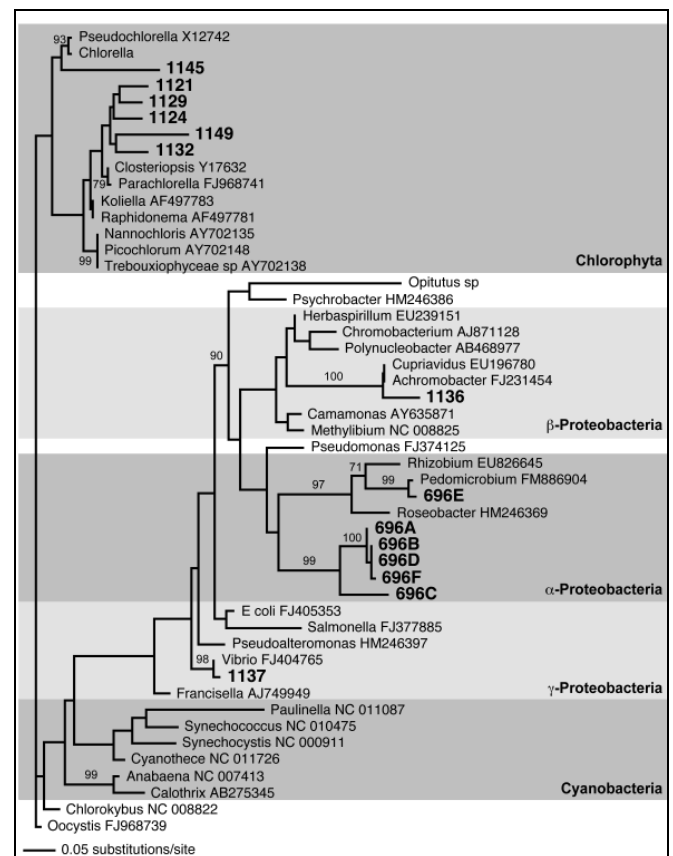 93
Pseudochlorella X12742
Chlorella
1145
1121
1129
1124
1149
1132
Closteriopsis Y17632
79
Parachlorella FJ968741
Koliella AF497783
Raphidonema AF497781
Nannochloris AY702135
Picochlorum AY702148
99
Trebouxiophyceae sp AY702138
Chlorophyta
Opitutus sp
Psychrobacter HM246386
Herbaspirillum EU239151
Chromobacterium AJ871128
Polynucleobacter AB468977
90
Cupriavidus EU196780
100
Achromobacter FJ231454
1136
Camamonas AY635871
Methylibium NC 008825
β-Proteobacteria
Pseudomonas FJ374125
71
Rhizobium EU826645
97
99
Pedomicrobium FM886904
696E
Roseobacter HM246369
696A
100
696B
696D
99
696F
696C
α-Proteobacteria
E coli FJ405353
Salmonella FJ377885
Pseudoalteromonas HM246397
98
Vibrio FJ404765
1137
Francisella AJ749949
γ-Proteobacteria
Paulinella NC 011087
Synechococcus NC 010475
Synechocystis NC 000911
Cyanothece NC 011726
99
Anabaena NC 007413
Calothrix AB275345
Cyanobacteria
Chlorokybus NC 008822
Oocystis FJ968739
0.05 substitutions/site